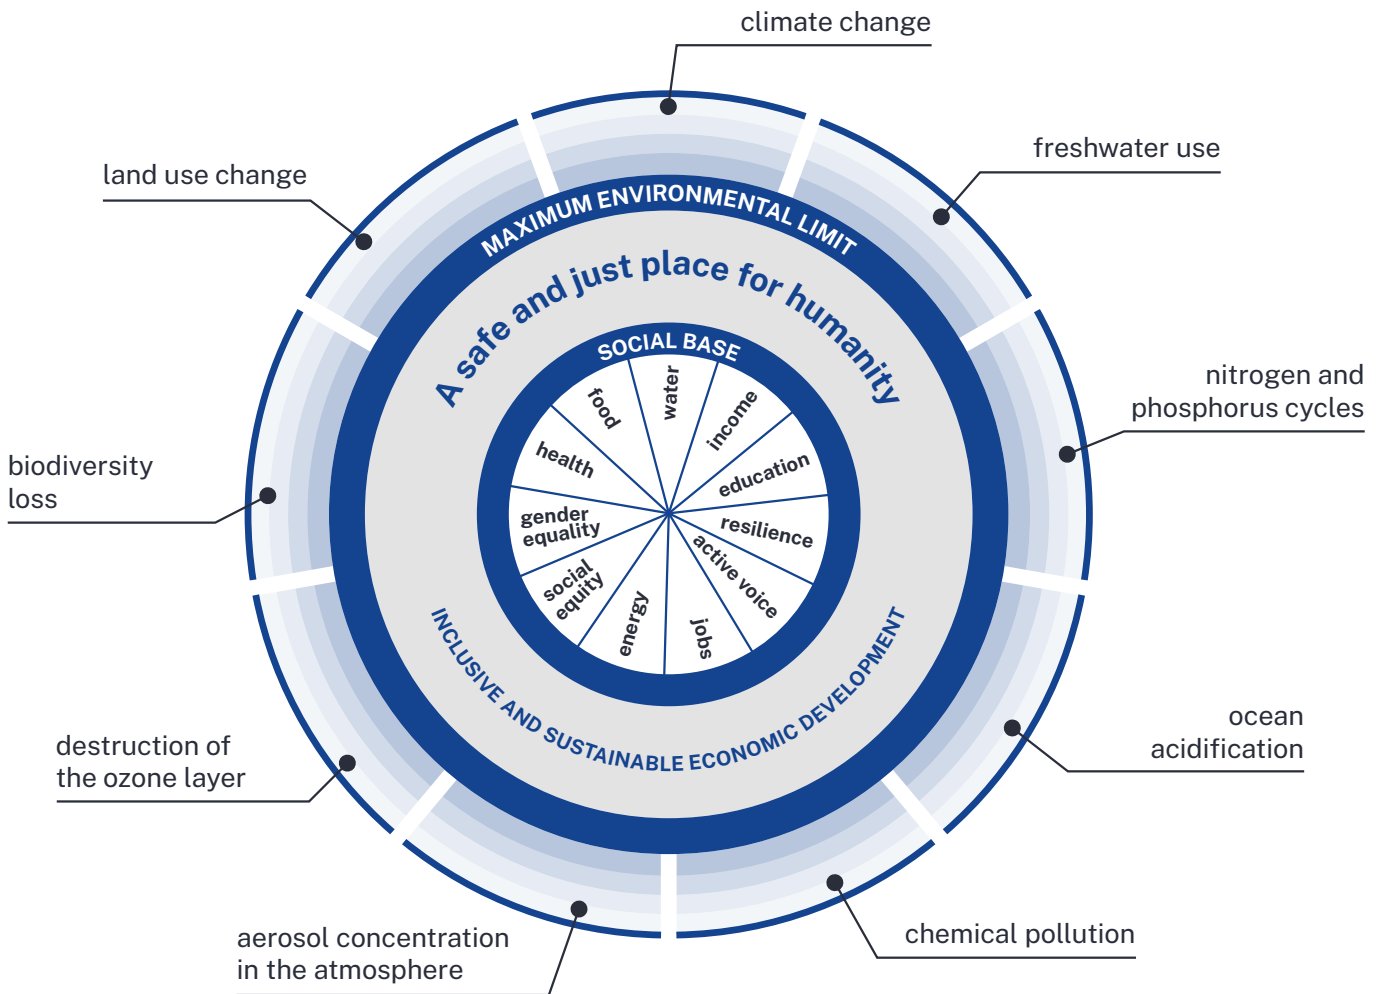 climate change
freshwater use
land use change
MAXIMUM ENVIRONMENTAL LIMIT
A safe and just place for humanity
SOCIAL BASE
water
income
education
resilience
active voice
jobs
energy
social
equity
gender
equality
health
food
INCLUSIVE AND SUSTAINABLE ECONOMIC DEVELOPMENT
nitrogen and
phosphorus cycles
biodiversity
loss
ocean
acidification
destruction of
the ozone layer
chemical pollution
aerosol concentration
in the atmosphere